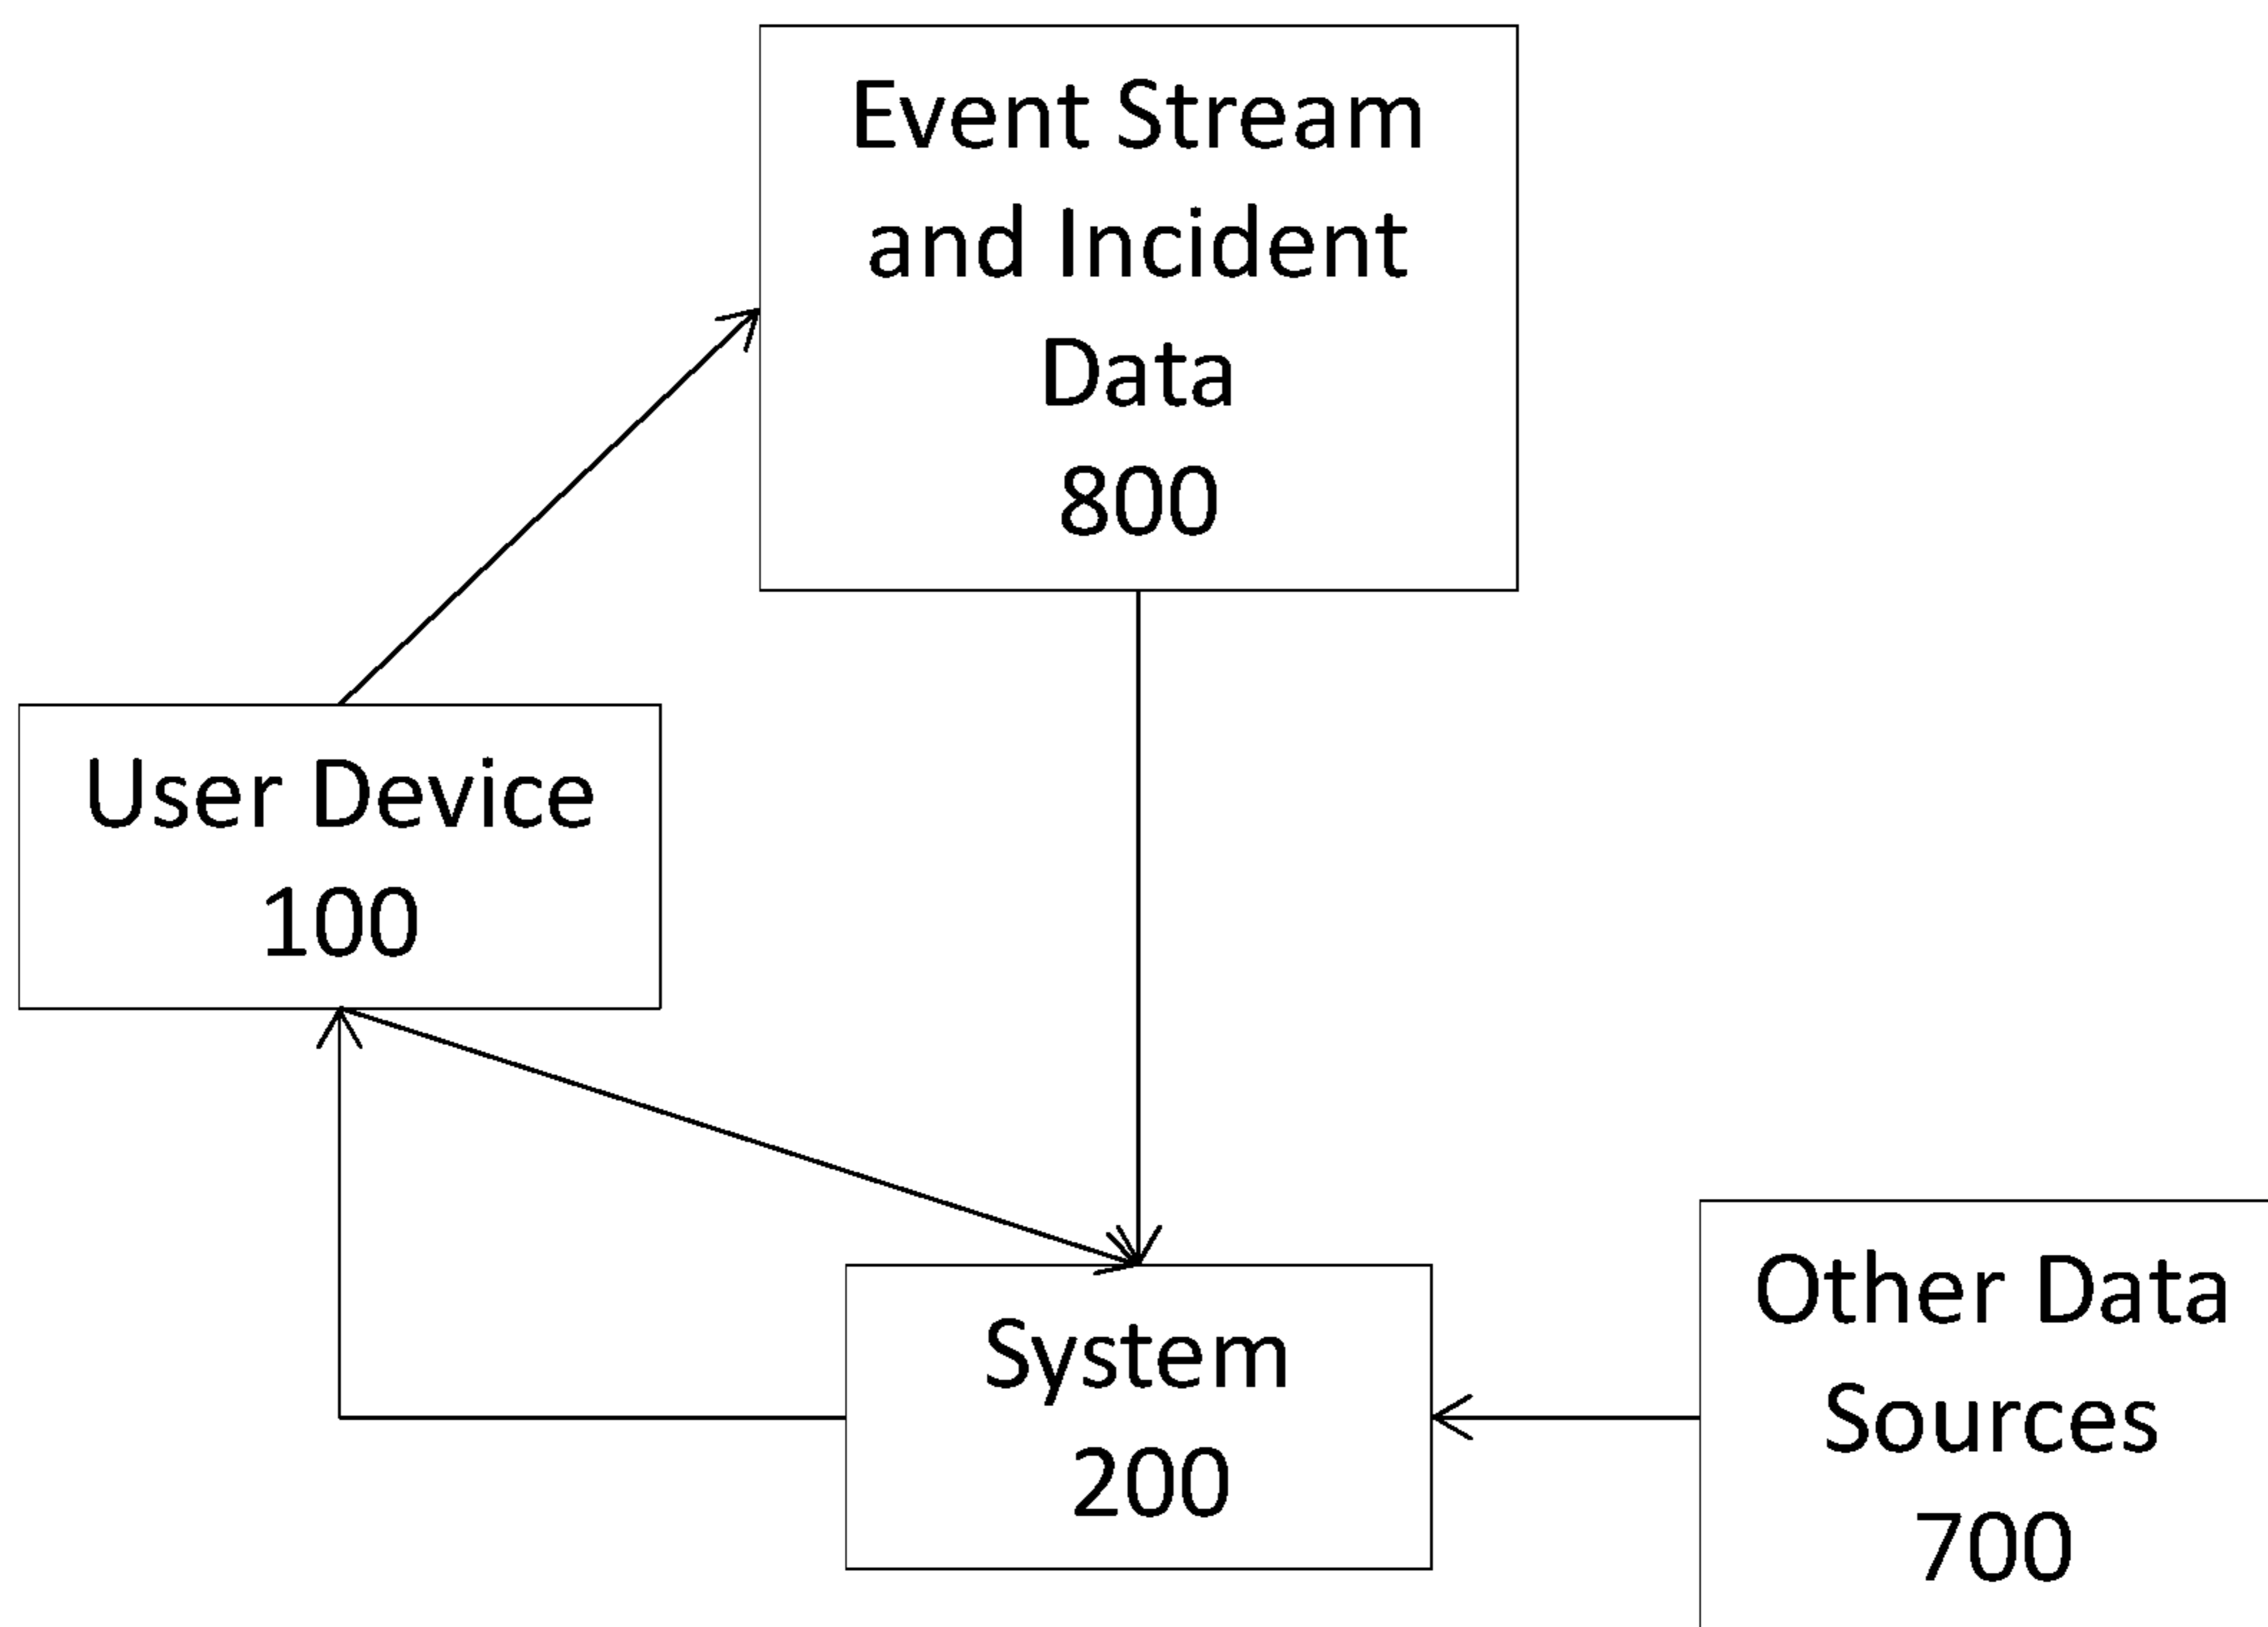 Event Stream
and Incident
Data
800
User Device
100
System
200
Other Data
Sources
700